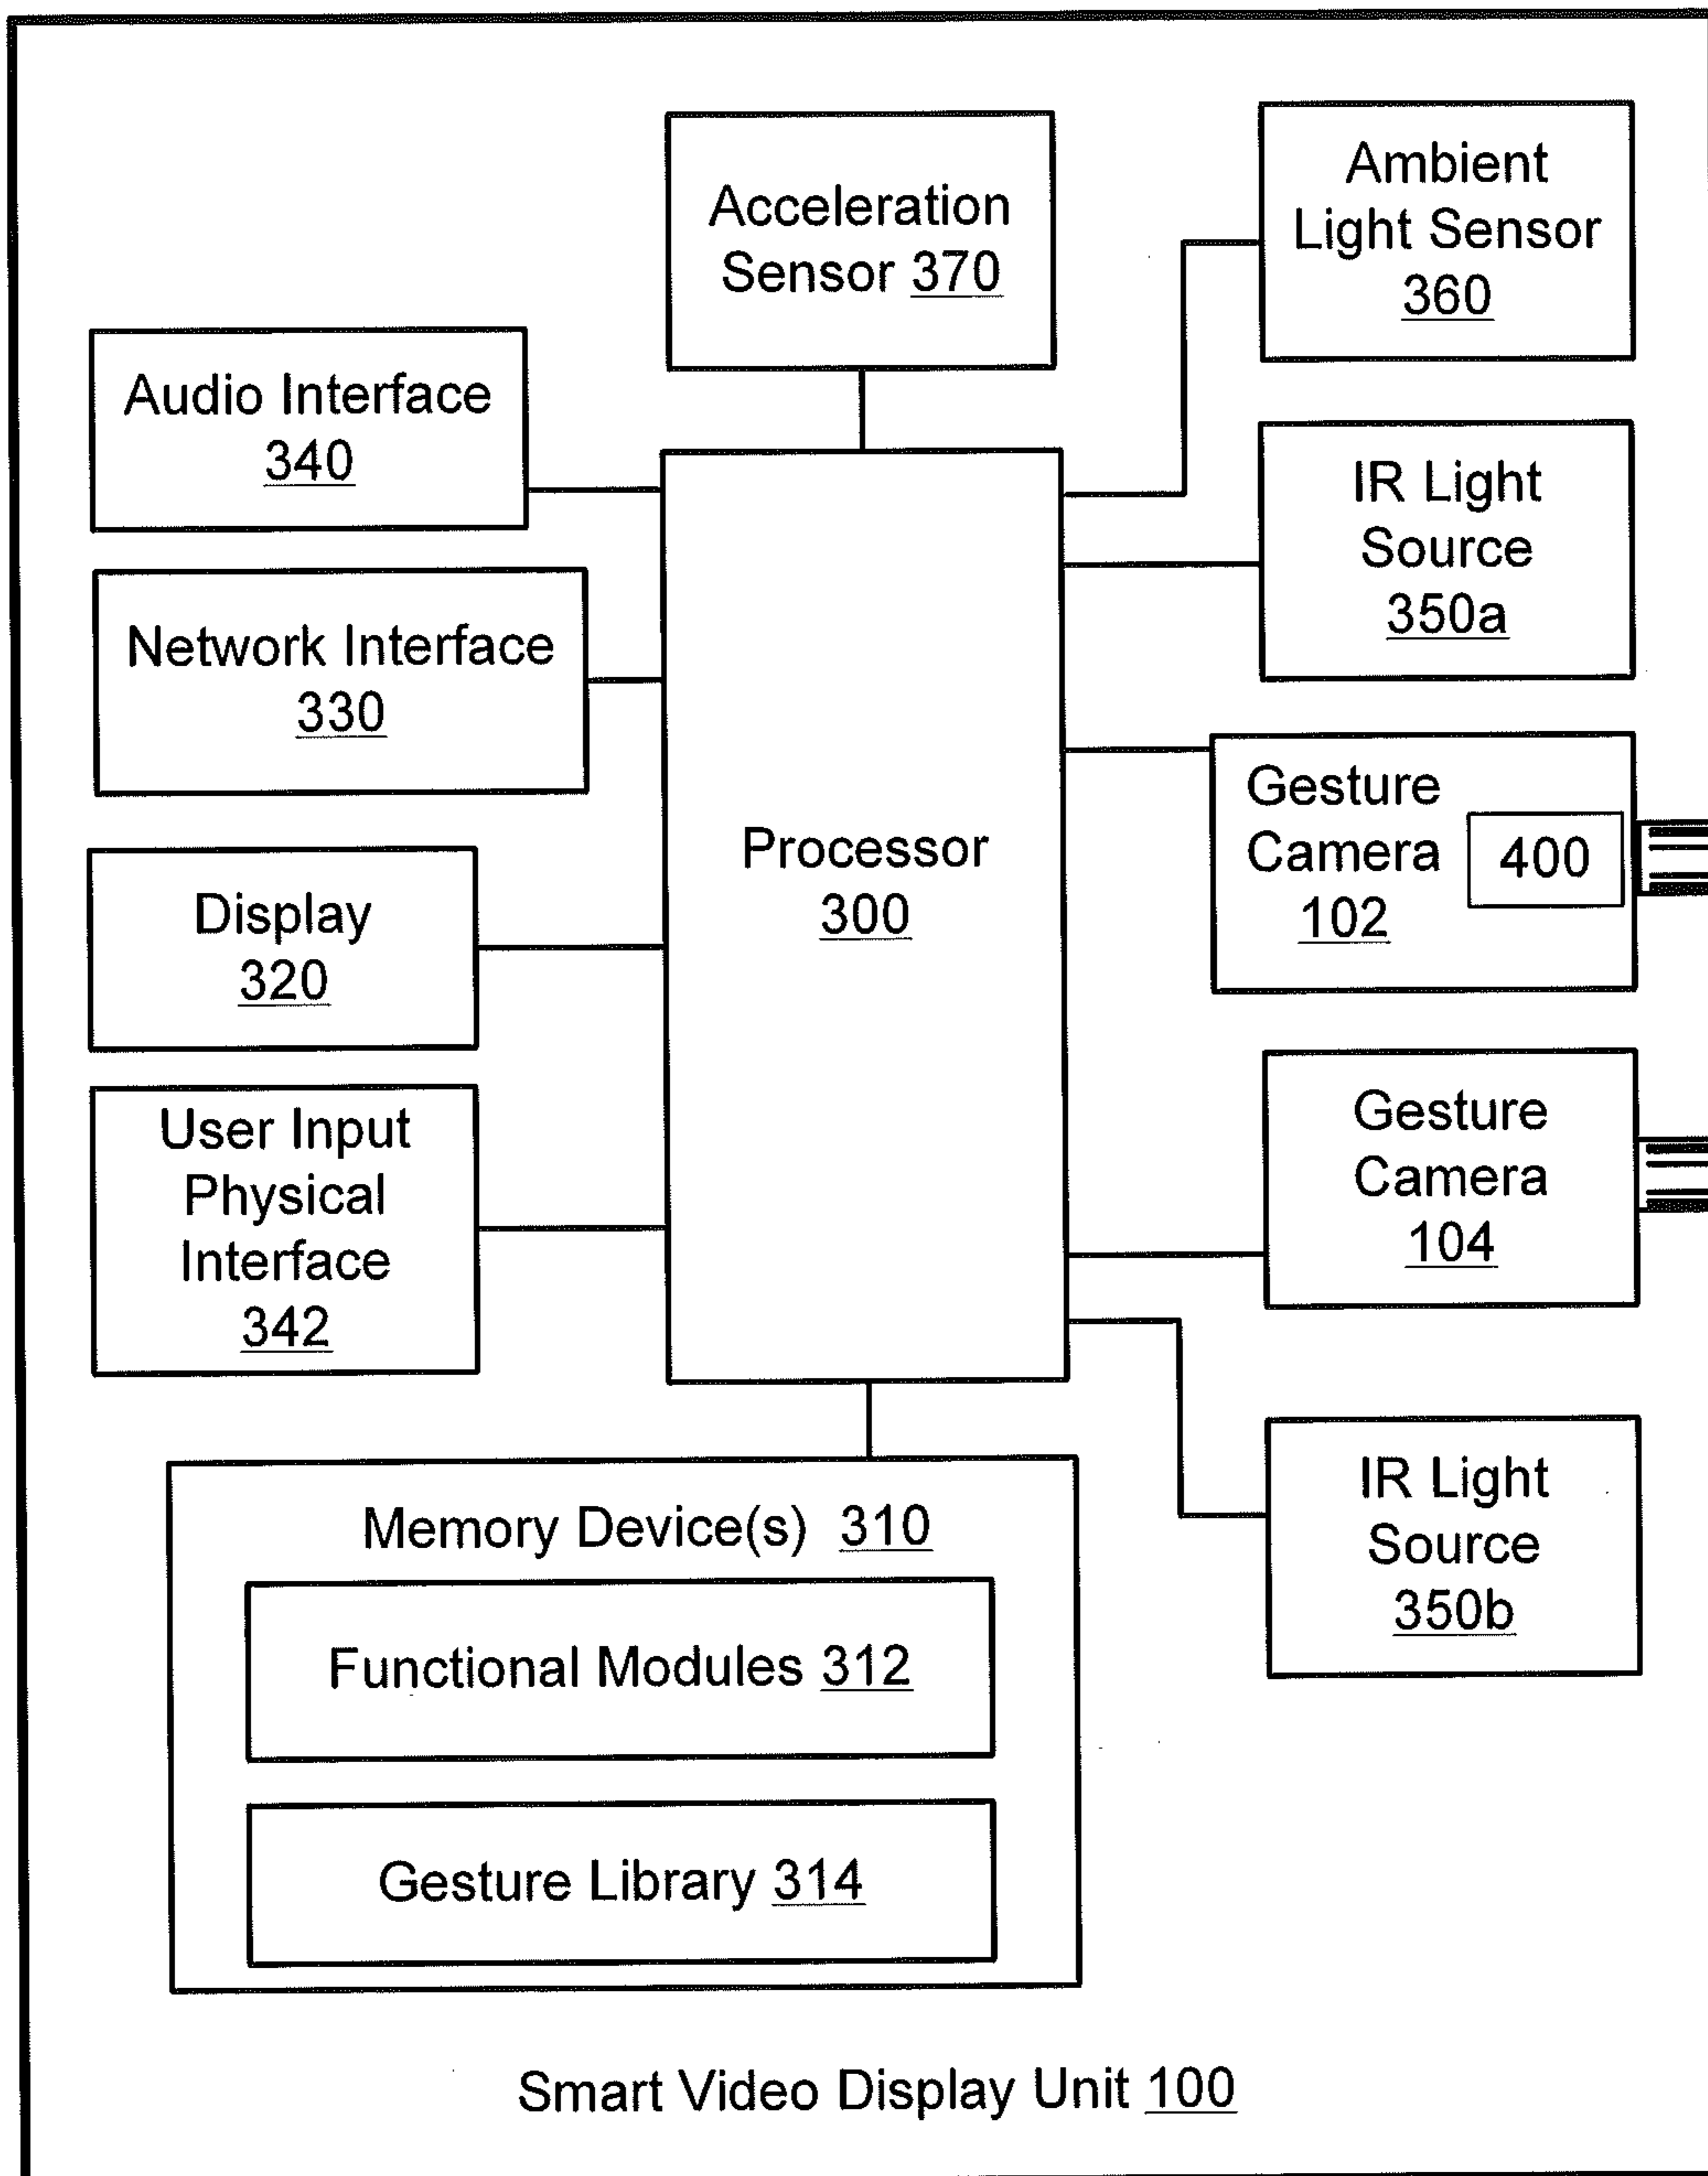 Acceleration
Sensor 370
Ambient
Light Sensor
360
Audio Interface
340
IR Light
Source
350a
Network Interface
330
Processor
300
Gesture
Camera
102
400
Display
320
Gesture
Camera
104
User Input
Physical
Interface
342
IR Light
Source
350b
Memory Device(s) 310
Functional Modules 312
Gesture Library 314
Smart Video Display Unit 100